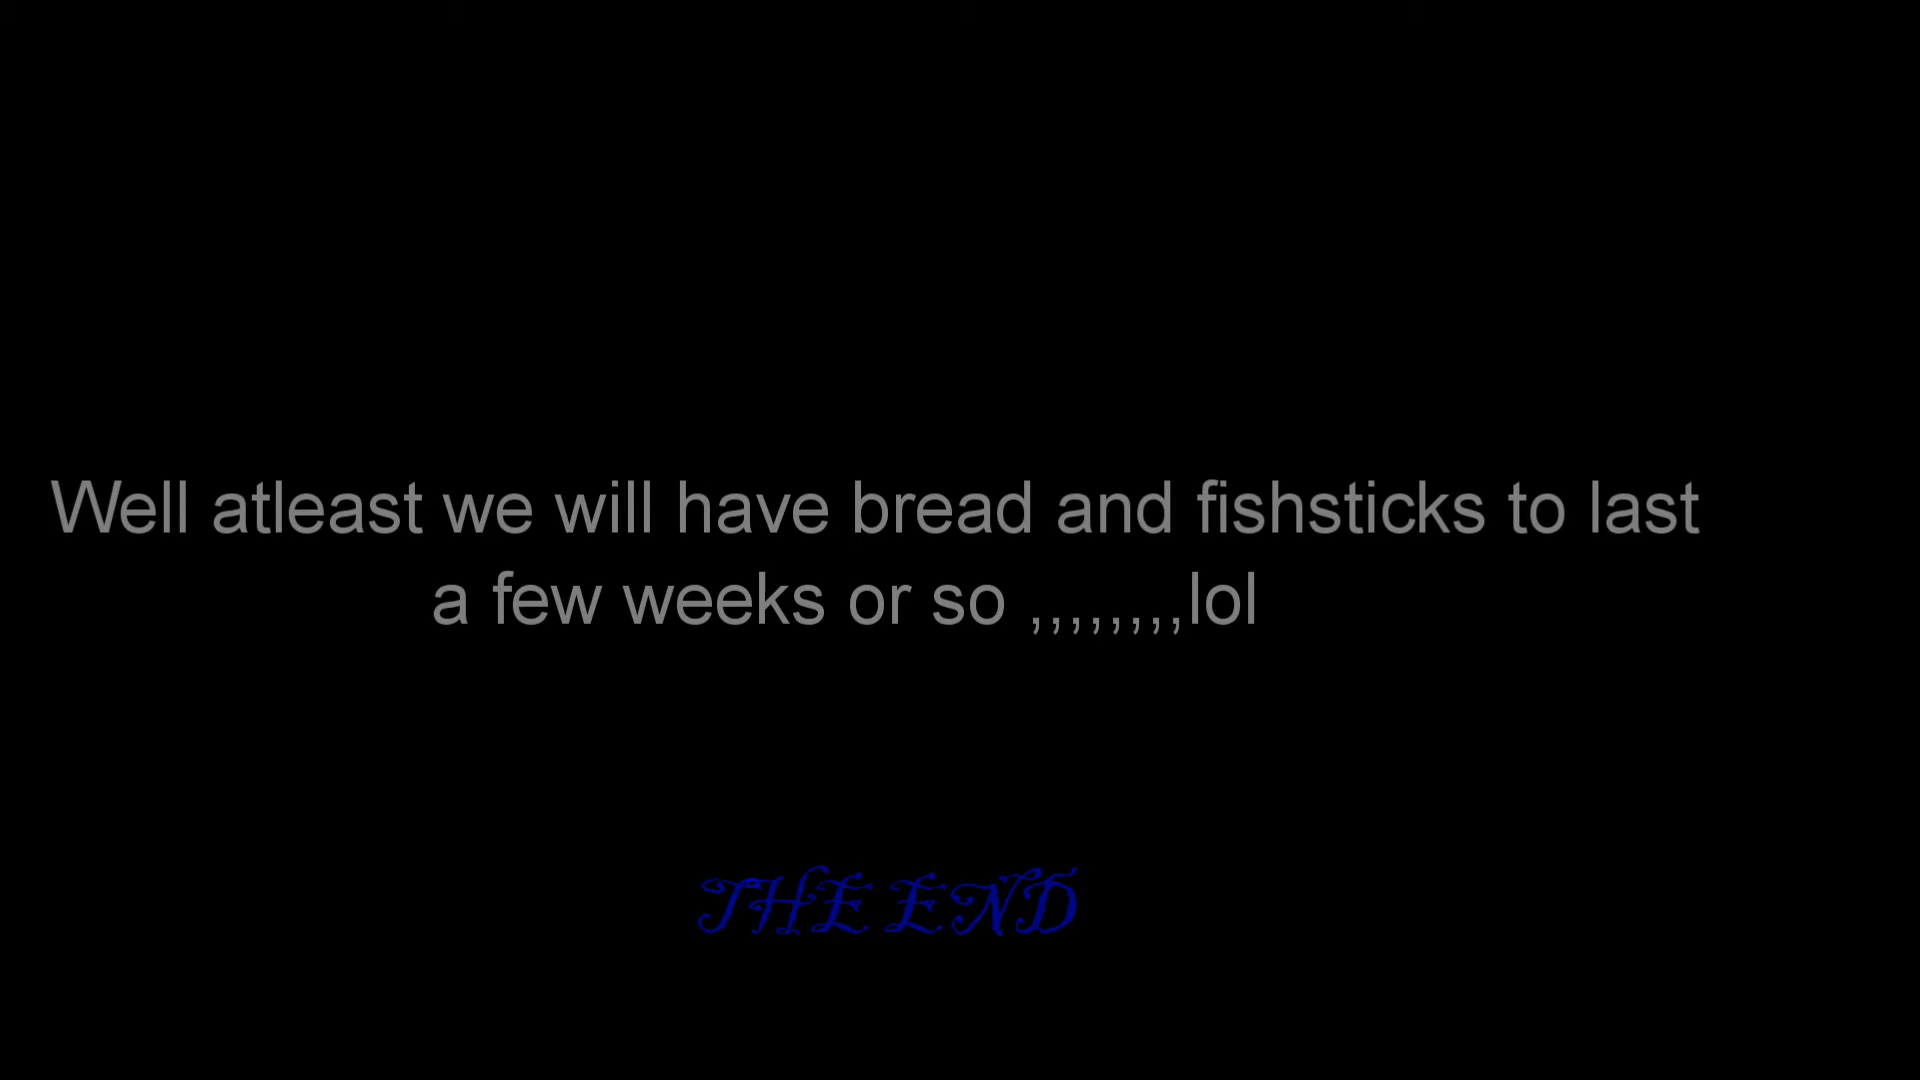 Well atleast we will have bread and fishsticks to last
a few weeks or so ,,,,,,,,lol
THE END